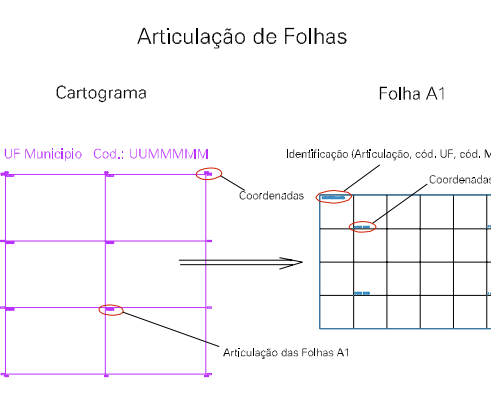 Articulação de Folhas
Cartograma
Folha A1
UF Municipio Cod.: UUMMMMM
Identificação (Articulação, cód. UF, cód. M
Coordenadas
Coordenadas
Articulação das Folhas A1